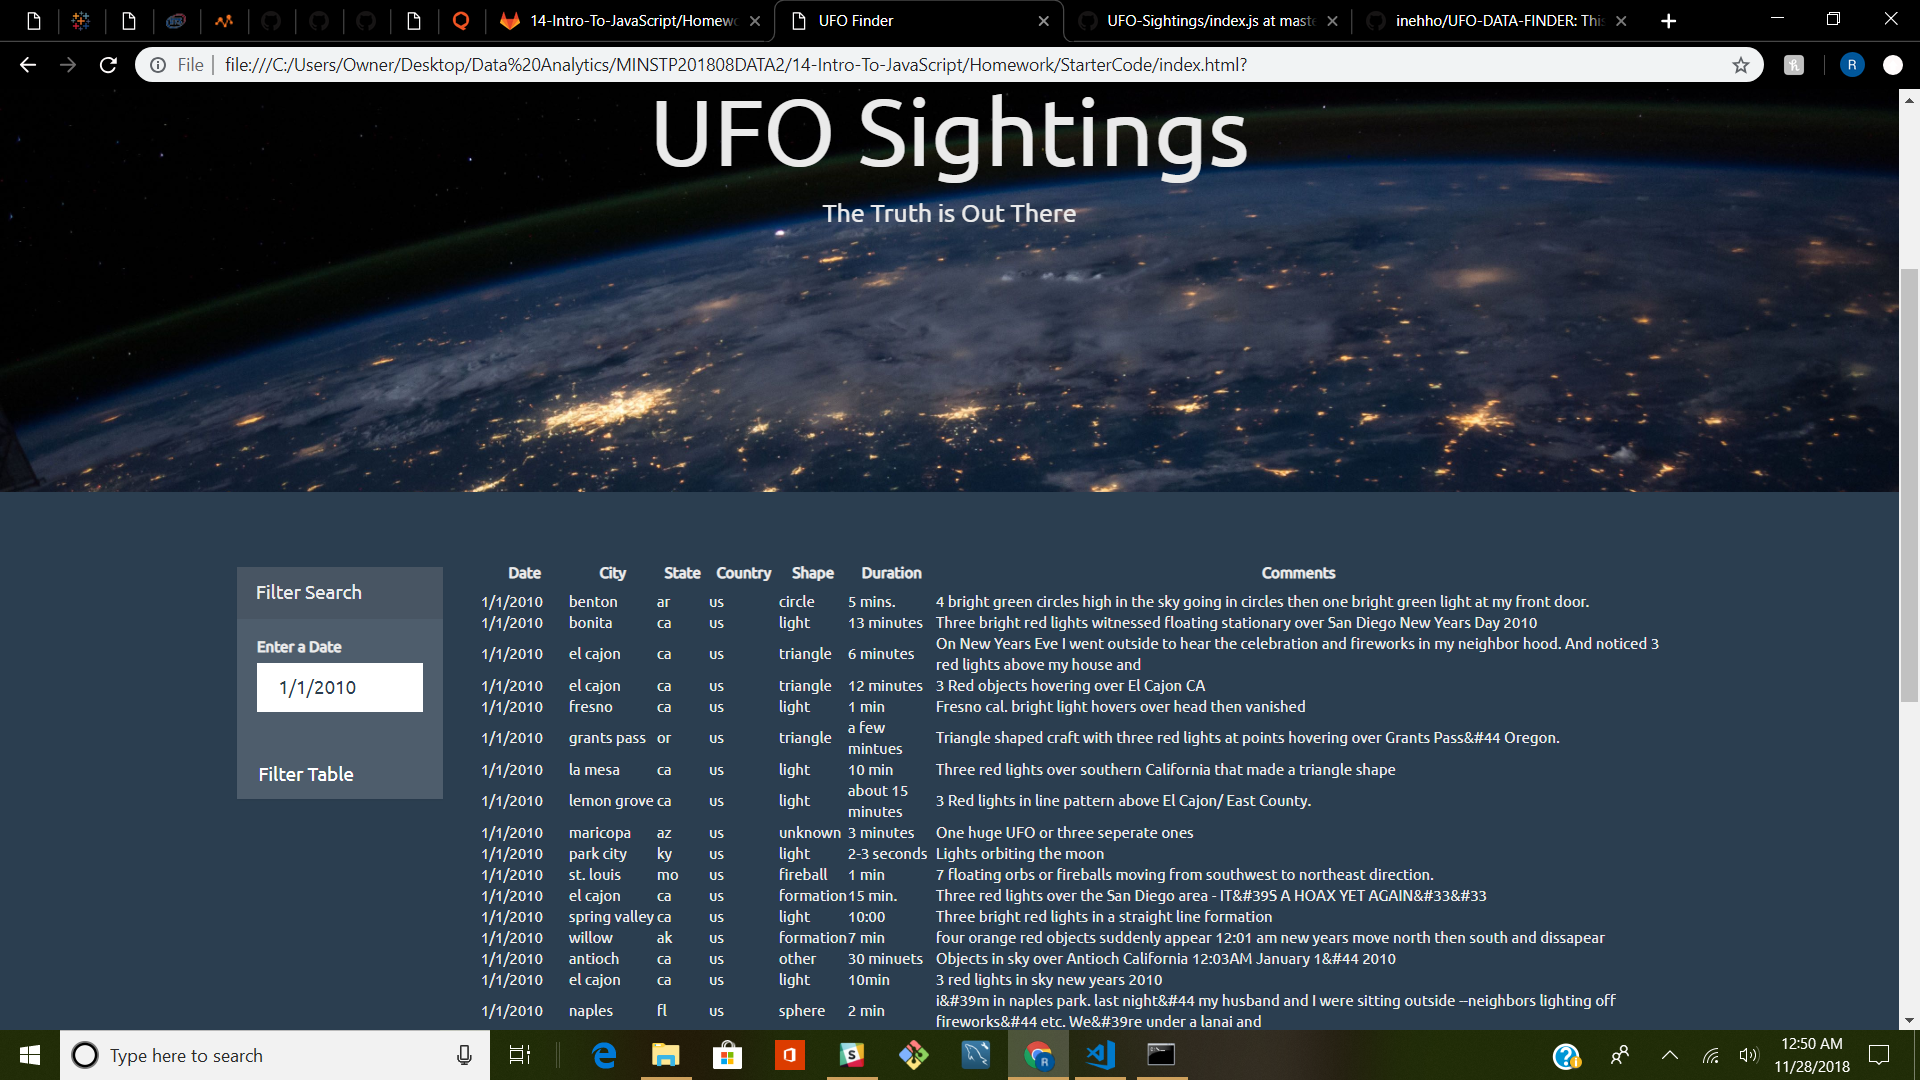 14-Intro-To-JavaScript/Homewo
UFO Finder
UFO-Sightings/index.js at maste
inehho/UFO-DATA-FINDER: This
File
file:///C:/Users/Owner/Desktop/Data%20Analytics/MINSTP201808DATA2/14-Intro-To-JavaScript/Homework/StarterCode/index.html?
R
UFO Sightings
The Truth is Out There
Filter Search
Enter a Date
1/1/2010
Filter Table
Date City State Country Shape Duration Comments
1/1/2010 benton ar us circle 5 mins. 4 bright green circles high in the sky going in circles then one bright green light at my front door.
1/1/2010 bonita ca us light 13 minutes Three bright red lights witnessed floating stationary over San Diego New Years Day 2010
1/1/2010 el cajon ca us triangle 6 minutes On New Years Eve I went outside to hear the celebration and fireworks in my neighbor hood. And noticed 3
red lights above my house and
1/1/2010 el cajon ca us triangle 12 minutes 3 Red objects hovering over El Cajon CA
1/1/2010 fresno ca us light 1 min Fresno cal. bright light hovers over head then vanished
1/1/2010 grants pass or us triangle a few
mintues Triangle shaped craft with three red lights at points hovering over Grants Pass&#44 Oregon.
1/1/2010 la mesa ca us light 10 min Three red lights over southern California that made a triangle shape
1/1/2010 lemon grove ca us light about 15
minutes 3 Red lights in line pattern above El Cajon/ East County.
1/1/2010 maricopa az us unknown 3 minutes One huge UFO or three seperate ones
1/1/2010 park city ky us light 2-3 seconds Lights orbiting the moon
1/1/2010 st. louis mo us fireball 1 min 7 floating orbs or fireballs moving from southwest to northeast direction.
1/1/2010 el cajon ca us formation 15 min. Three red lights over the San Diego area - IT&#39S A HOAX YET AGAIN&#33&#33
1/1/2010 spring valley ca us light 10:00 Three bright red lights in a straight line formation
1/1/2010 willow ak us formation 7 min four orange red objects suddenly appear 12:01 am new years move north then south and dissapear
1/1/2010 antioch ca us other 30 minuets Objects in sky over Antioch California 12:03AM January 1&#44 2010
1/1/2010 el cajon ca us light 10min 3 red lights in sky new years 2010
1/1/2010 naples fl us sphere 2 min i&#39m in naples park. last night&#44 my husband and I were sitting outside --neighbors lighting off
fireworks&#44 etc. We&#39re under a lanai and
Type here to search
12:50 AM
11/28/2018